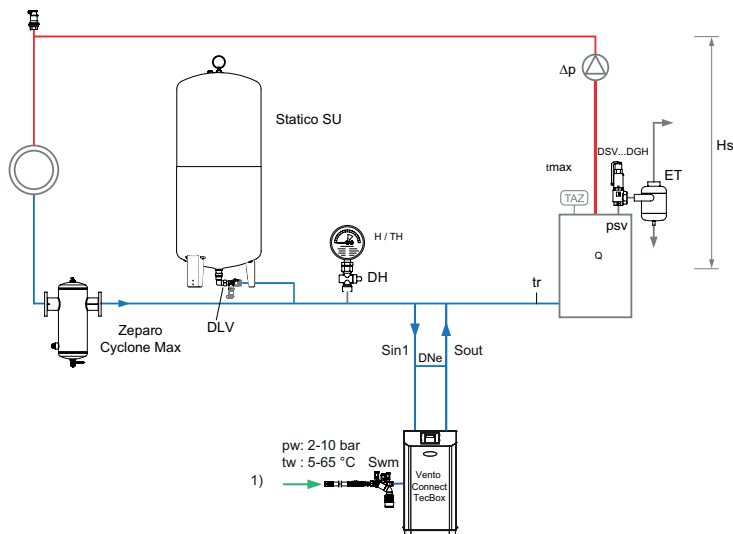 Δp
Statico SU
Hs
DSV...DGH
tmax
ET
TAZ
psv
H / TH
Q
DH
tr
DLV
Zeparo
Cyclone Max
Sin1
Sout
DNe
pw: 2-10 bar
tw : 5-65 °C
Swm
1)
Vento
Connect
TecBox